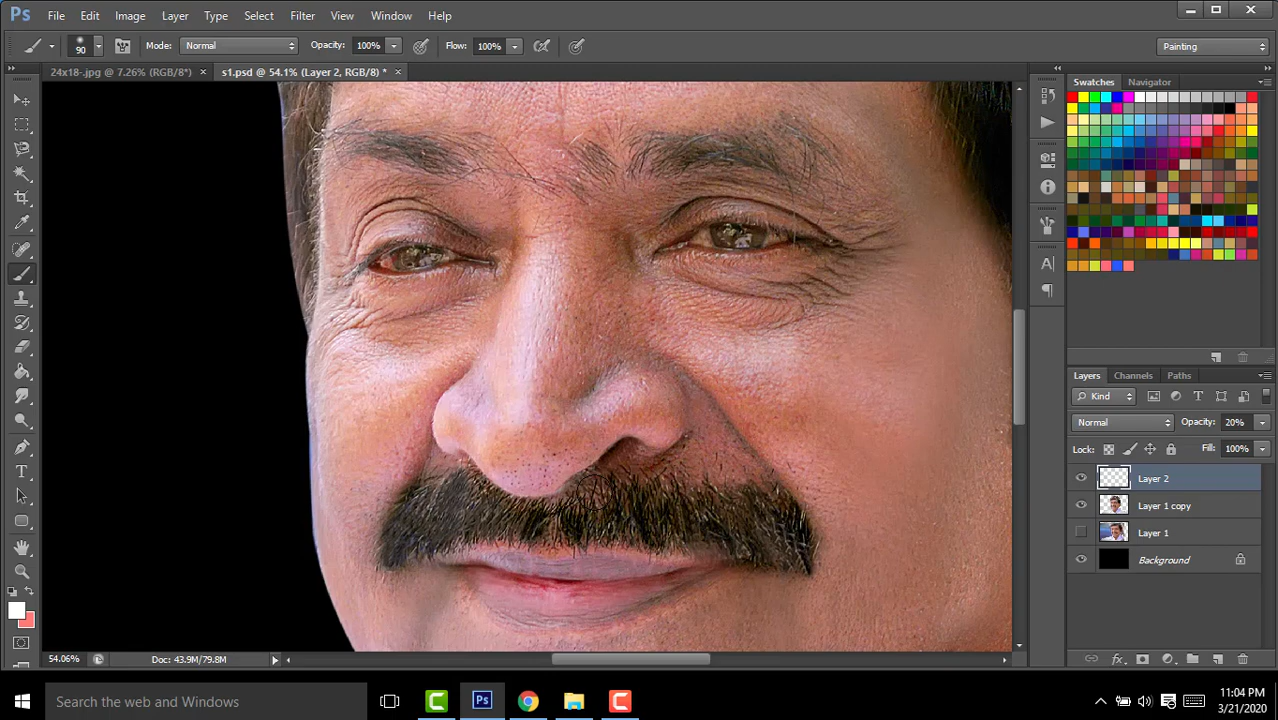 Ps File Edit Image Layer Type Select Filter View Window Help
90 Mode: Normal Opacity: 100% Flow: 100% Painting
24x18-.jpg @ 7.26% (RGB/8*) × s1.psd @ 54.1% (Layer 2, RGB/8) * ×
Swatches Navigator
Layers Channels Paths
Kind
Normal Opacity: 20%
Lock: Fill: 100%
Layer 2
Layer 1 copy
Layer 1
Background
54.06% Doc: 43.9M/79.8M
Search the web and Windows
11:04 PM
3/21/2020